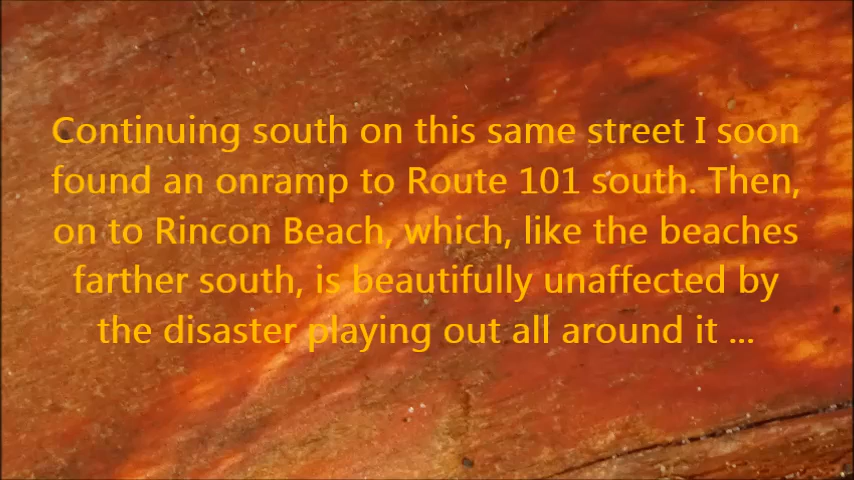 Continuing south on this same street I soon
found an onramp to Route 101 south. Then,
on to Rincon Beach, which, like the beaches
farther south, is beautifully unaffected by
the disaster playing out all around it ...